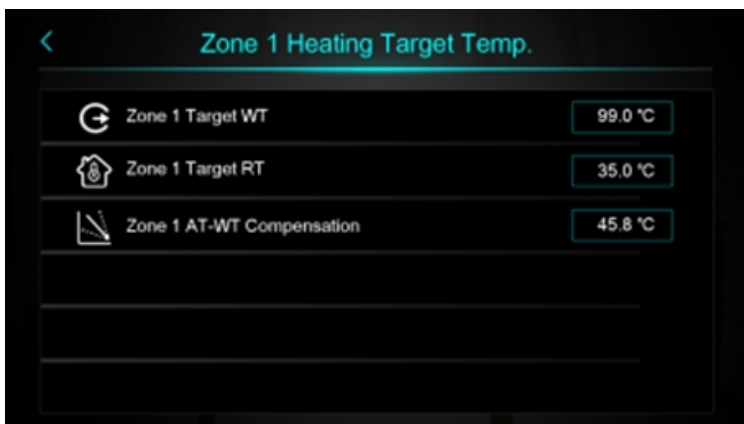 Zone 1 Heating Target Temp.
Zone 1 Target WT 99.0 °C
Zone 1 Target RT 35.0 °C
Zone 1 AT-WT Compensation 45.8 °C